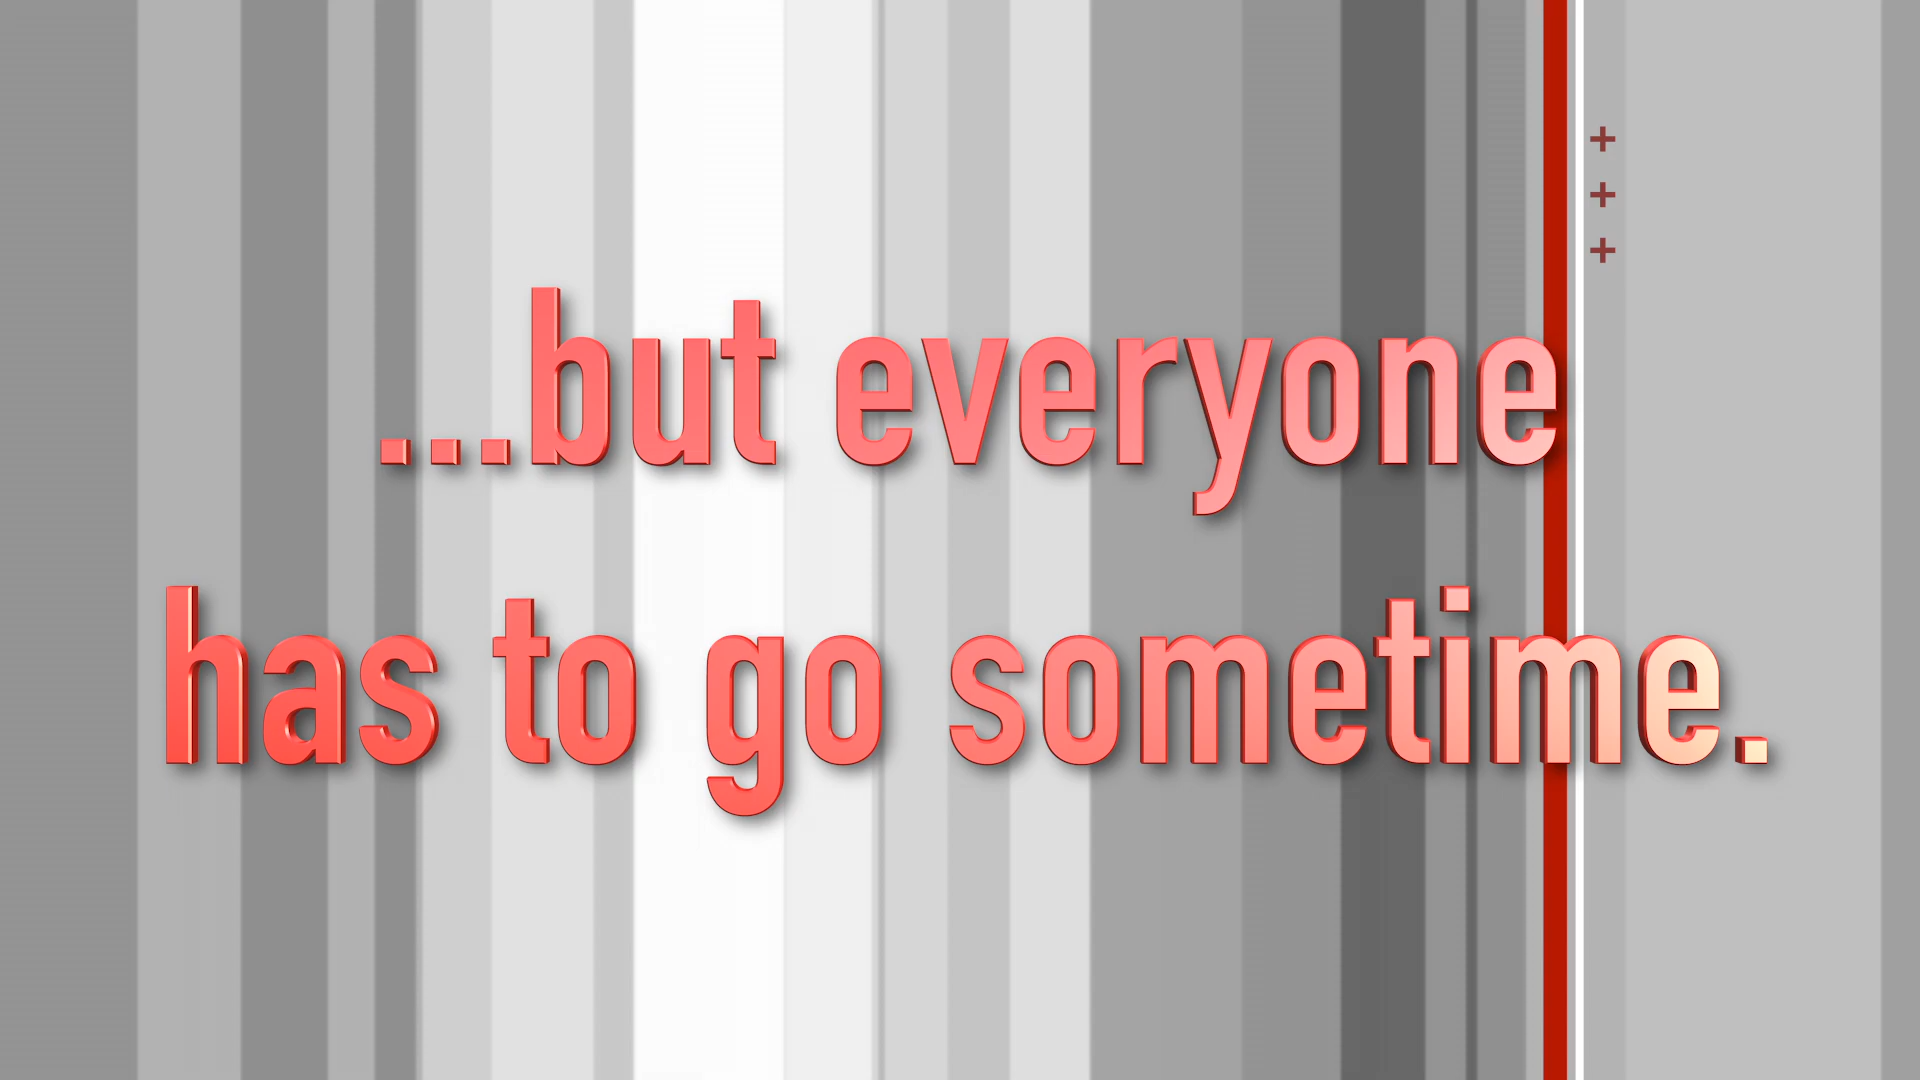 +
+
+
...but everyone
has to go sometime.